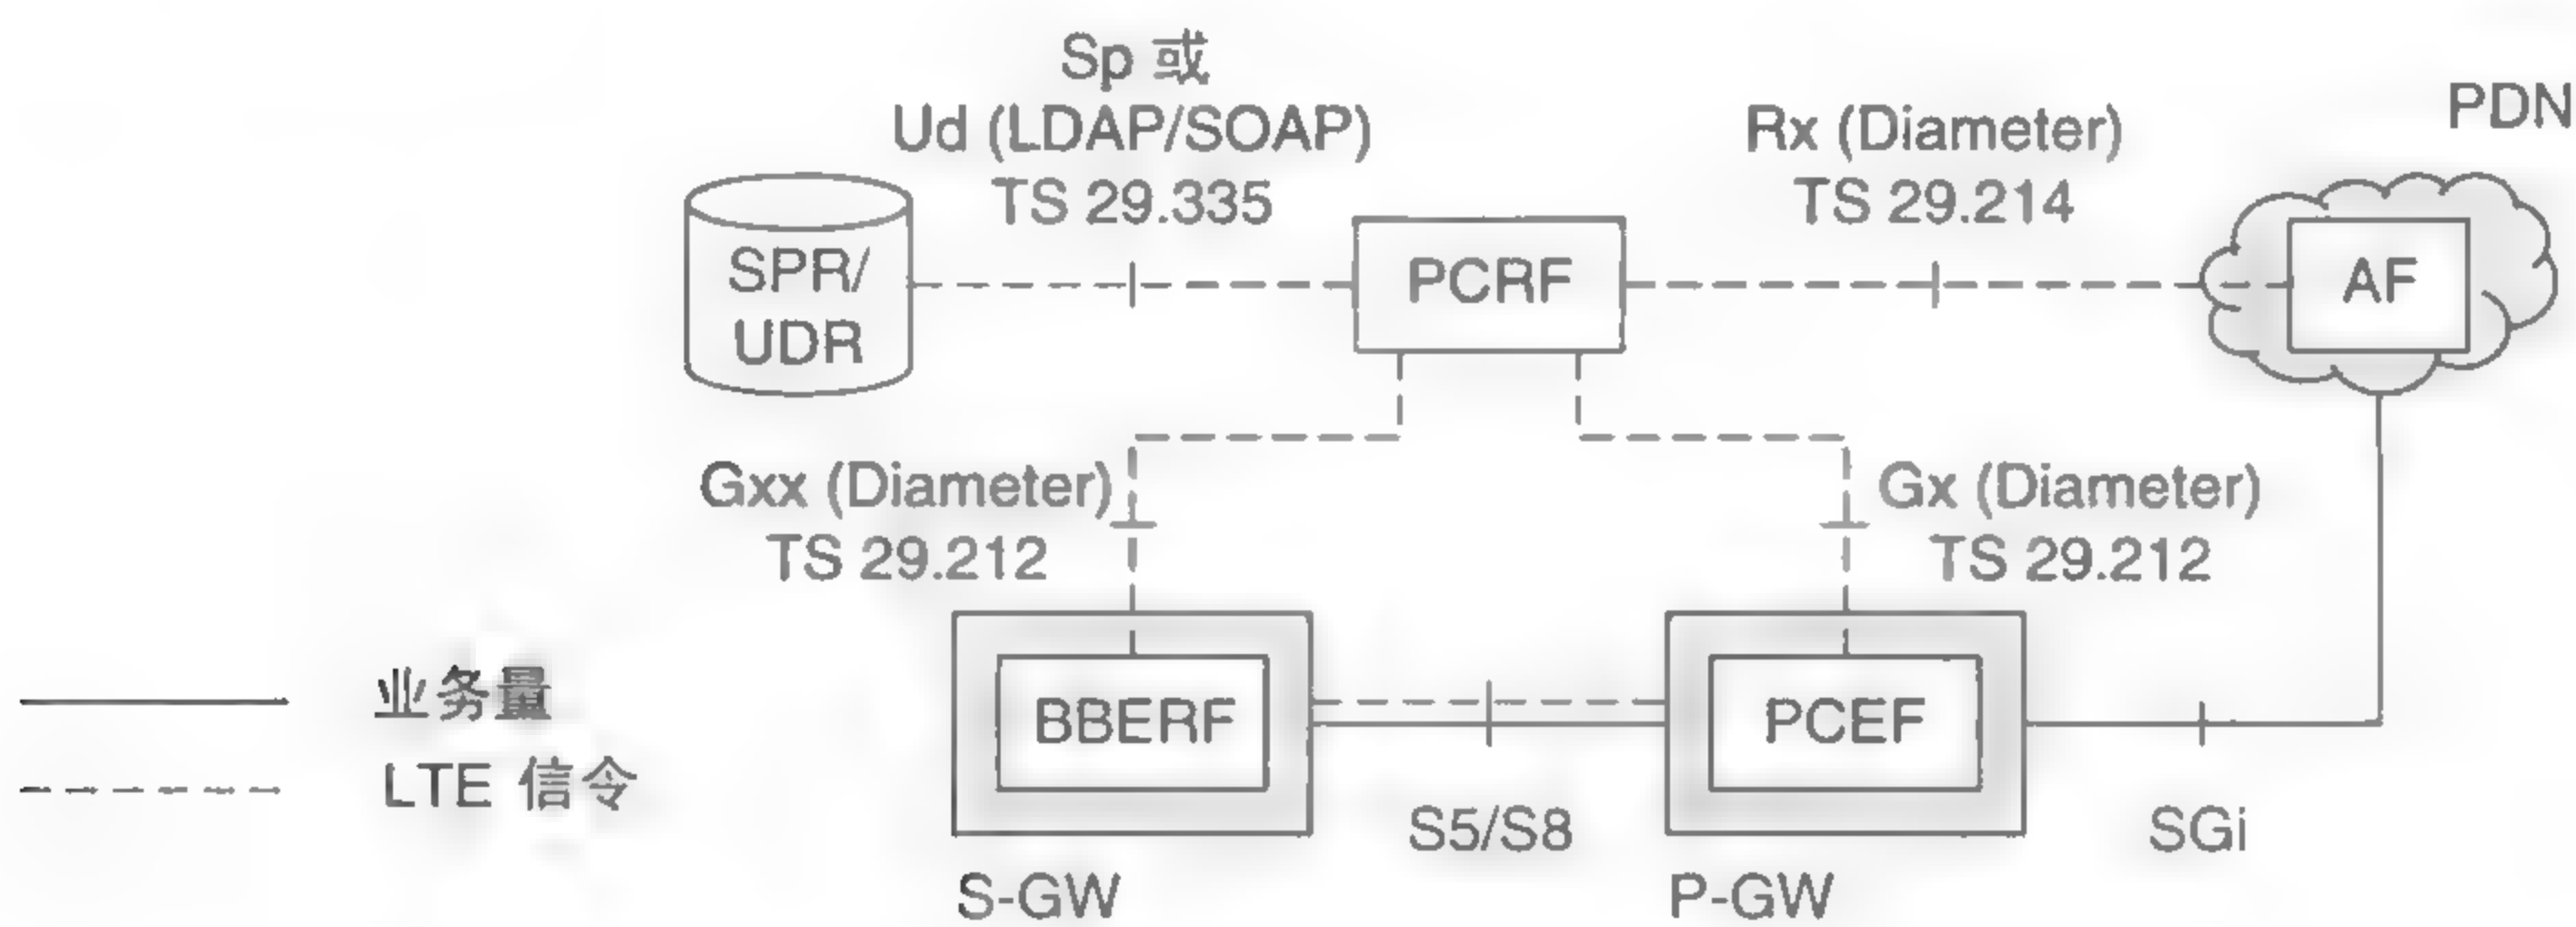 Sp 或
Ud (LDAP/SOAP)
TS 29.335
Rx (Diameter)
TS 29.214
PDN
SPR/
UDR
PCRF
AF
Gxx (Diameter)
TS 29.212
Gx (Diameter)
TS 29.212
业务量
LTE 信令
BBERF
PCEF
S5/S8
SGi
S-GW
P-GW